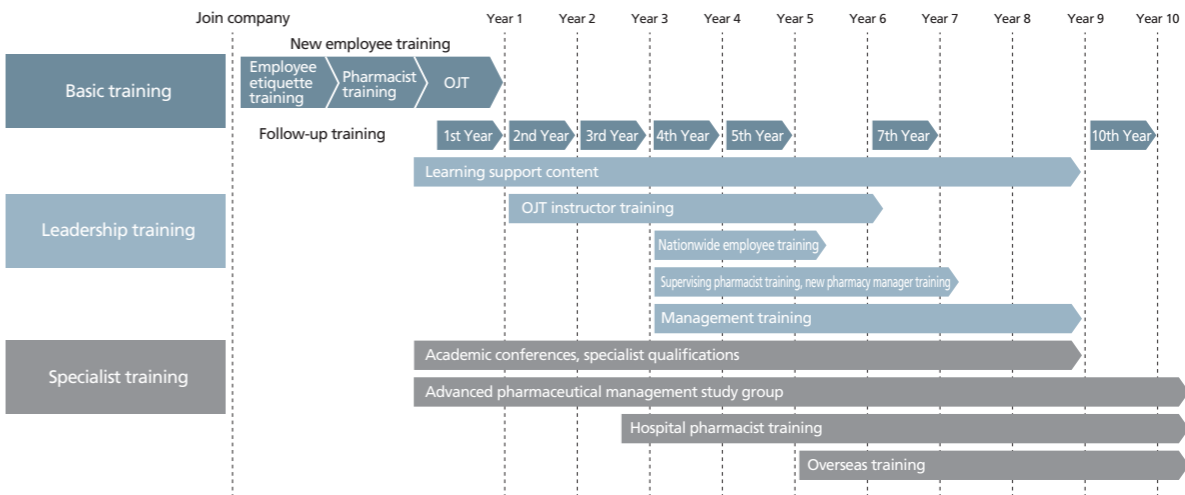 Join company
Year 1 Year 2 Year 3 Year 4 Year 5 Year 6 Year 7 Year 8 Year 9 Year 10
New employee training
Basic training
Employee
etiquette
training
Pharmacist
training
OJT
Follow-up training
1st Year 2nd Year 3rd Year 4th Year 5th Year 7th Year 10th Year
Learning support content
Leadership training
OJT instructor training
Nationwide employee training
Supervising pharmacist training, new pharmacy manager training
Management training
Specialist training
Academic conferences, specialist qualifications
Advanced pharmaceutical management study group
Hospital pharmacist training
Overseas training